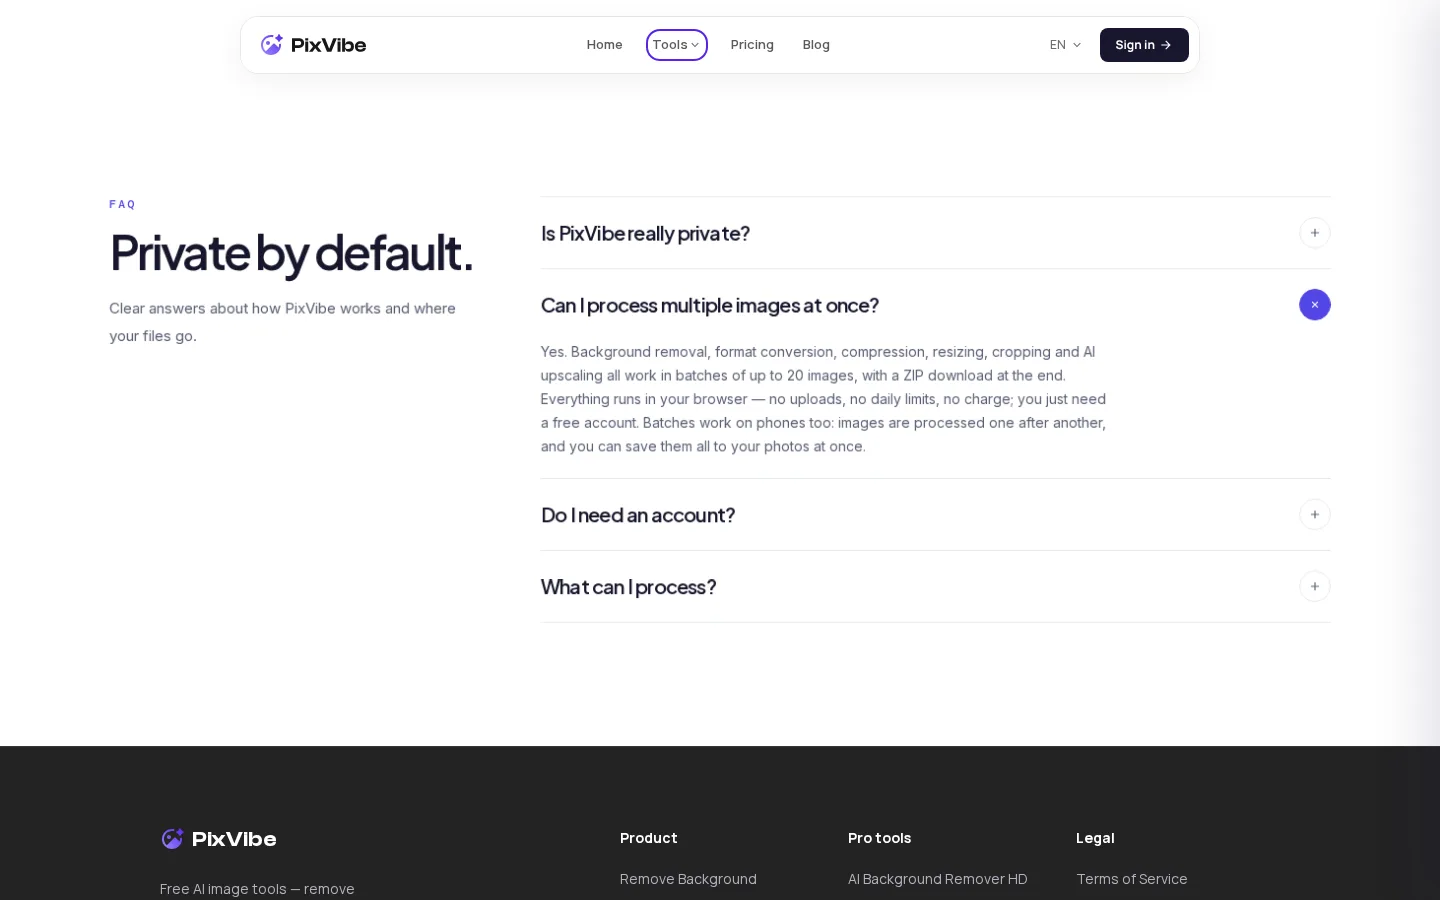 PixVibe
Home
Tools
Pricing
Blog
EN
Sign in
FAQ
Private by default.
Clear answers about how PixVibe works and where
your files go.
Is PixVibe really private?
Can I process multiple images at once?
Yes. Background removal, format conversion, compression, resizing, cropping and AI
upscaling all work in batches of up to 20 images, with a ZIP download at the end.
Everything runs in your browser — no uploads, no daily limits, no charge; you just need
a free account. Batches work on phones too: images are processed one after another,
and you can save them all to your photos at once.
Do I need an account?
What can I process?
PixVibe
Free AI image tools — remove
Product
Remove Background
Pro tools
AI Background Remover HD
Legal
Terms of Service